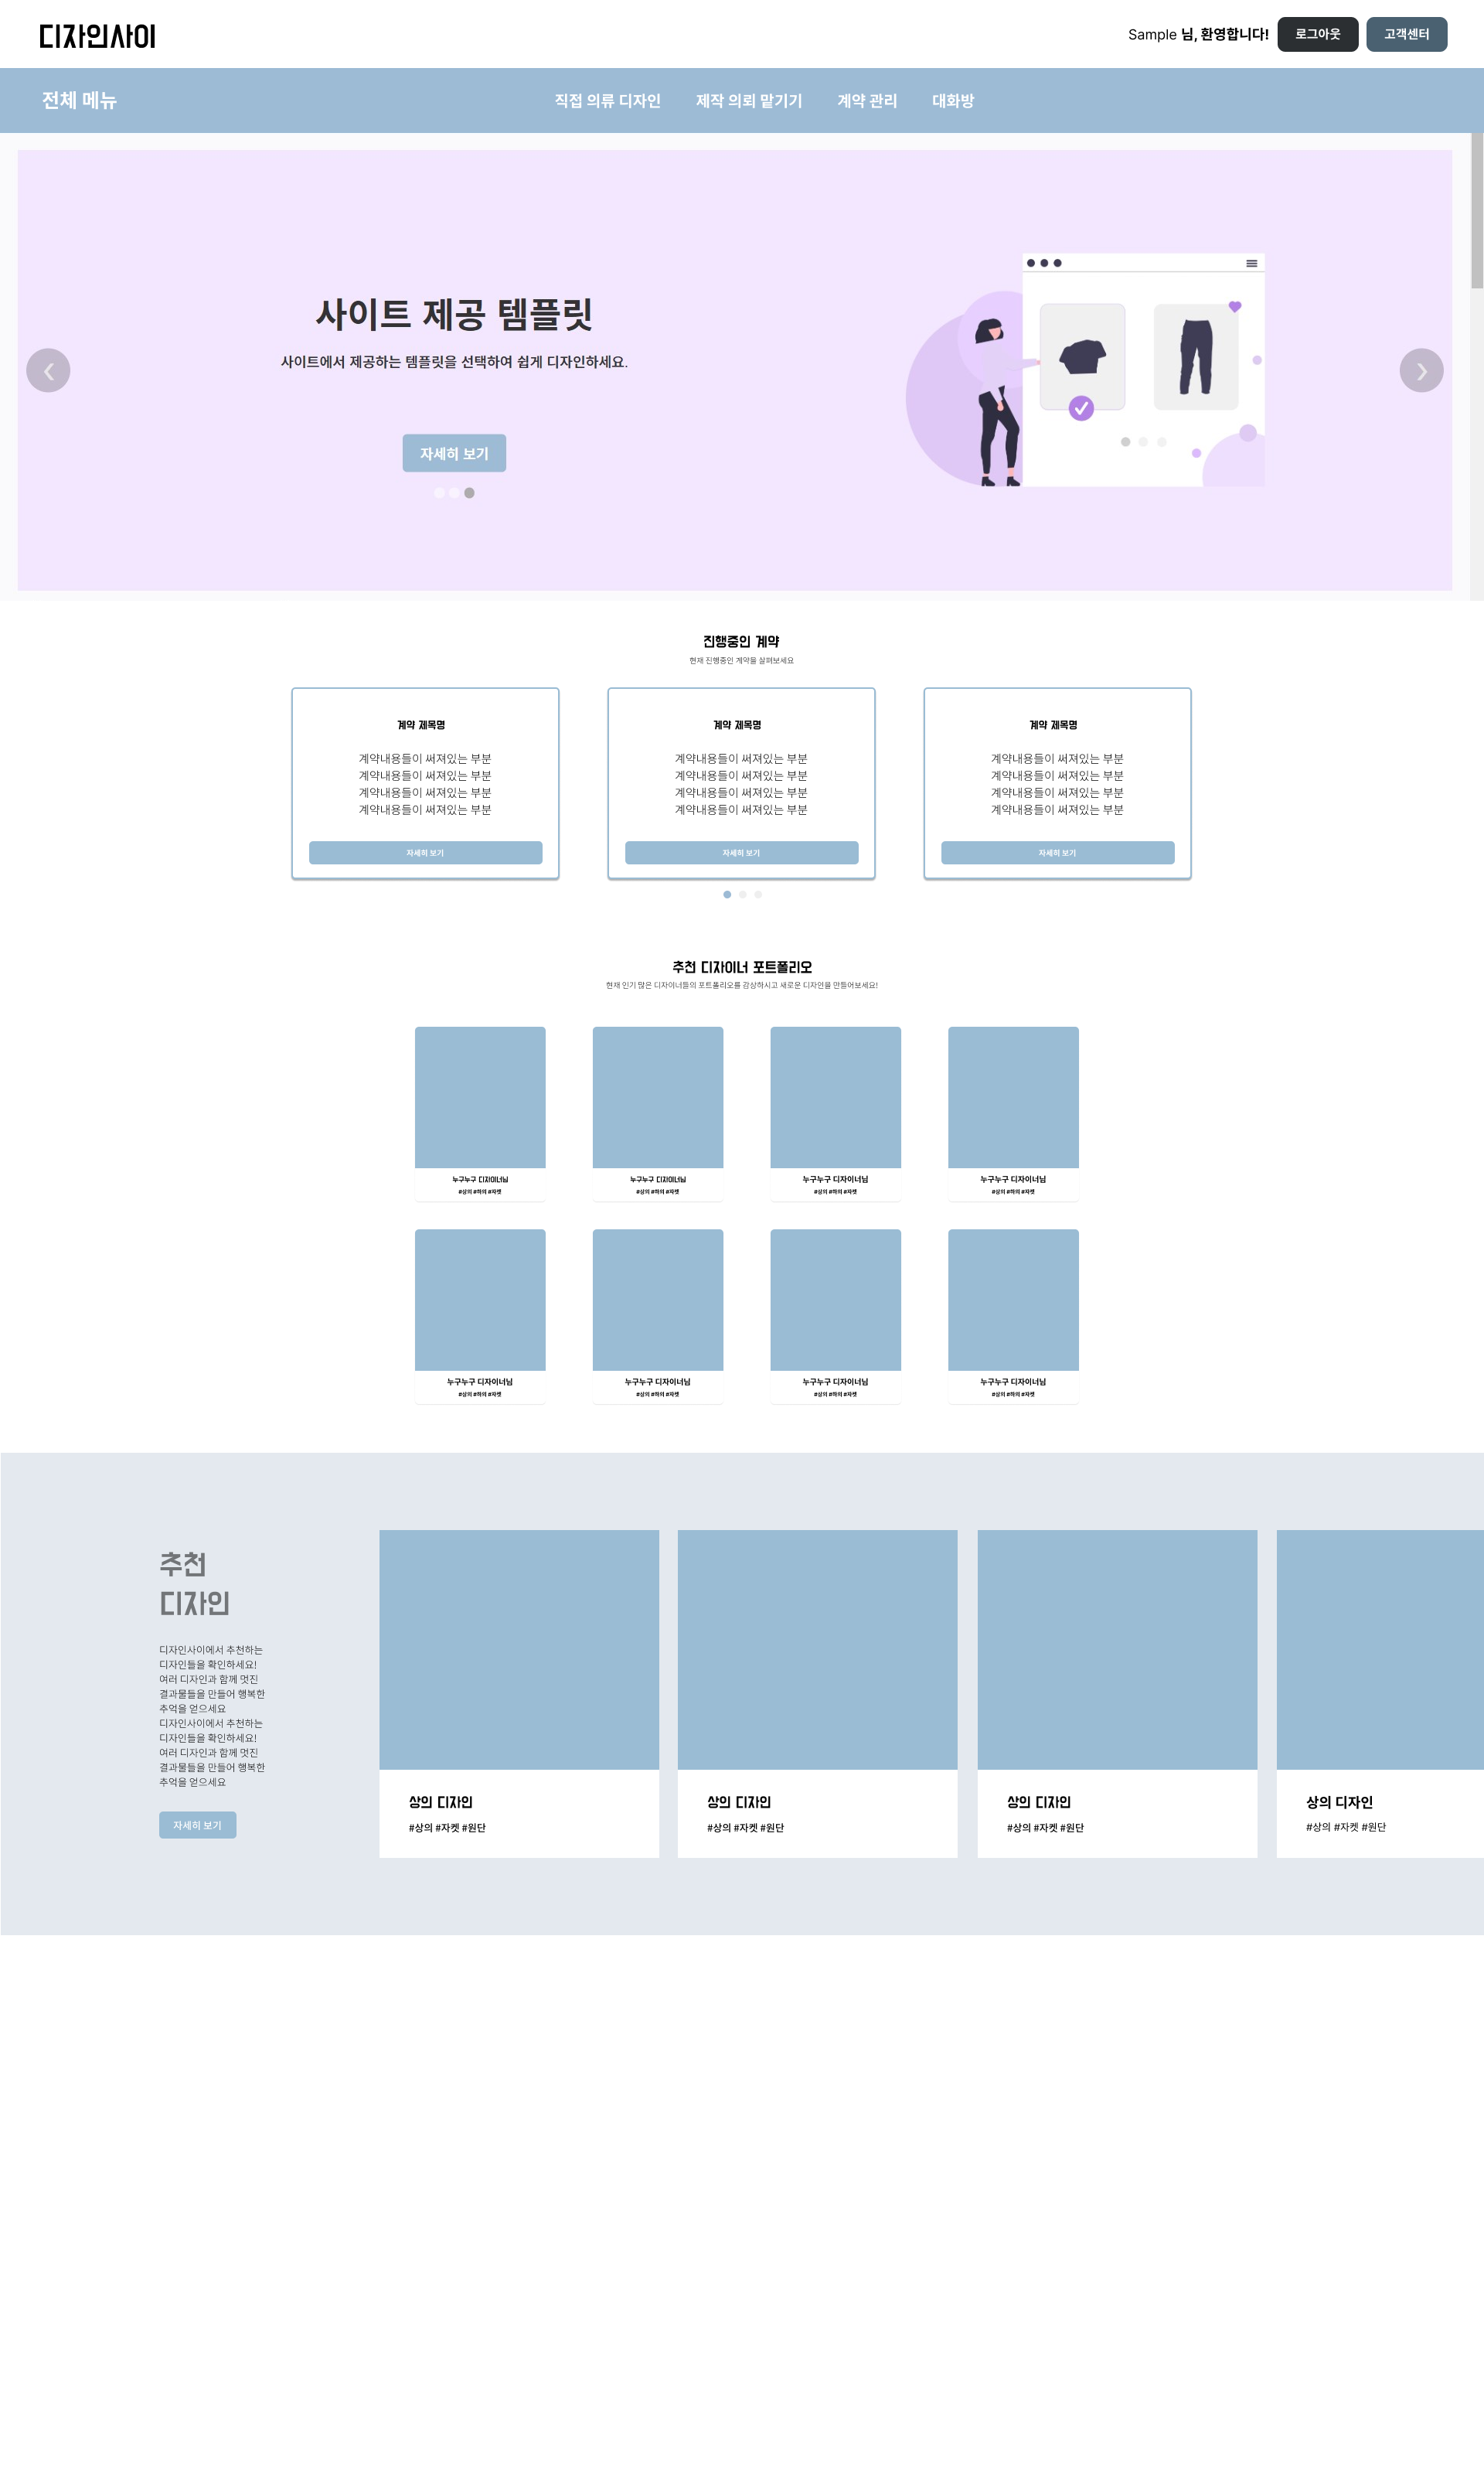 디자인사이
Sample 님, 환영합니다!
로그아웃
고객센터
전체 메뉴
직접 의류 디자인
제작 의뢰 맡기기
계약 관리
대화방
사이트 제공 템플릿
사이트에서 제공하는 템플릿을 선택하여 쉽게 디자인하세요.
자세히 보기
진행중인 계약
현재 진행중인 계약을 살펴보세요
계약 제목명
계약내용들이 써져있는 부분
계약내용들이 써져있는 부분
계약내용들이 써져있는 부분
계약내용들이 써져있는 부분
자세히 보기
계약 제목명
계약내용들이 써져있는 부분
계약내용들이 써져있는 부분
계약내용들이 써져있는 부분
계약내용들이 써져있는 부분
자세히 보기
계약 제목명
계약내용들이 써져있는 부분
계약내용들이 써져있는 부분
계약내용들이 써져있는 부분
계약내용들이 써져있는 부분
자세히 보기
추천 디자이너 포트폴리오
현재 인기 많은 디자이너들의 포트폴리오를 감상하시고 새로운 디자인을 만들어보세요!
누구누구 디자이너님
#상의 #하의 #자켓
누구누구 디자이너님
#상의 #하의 #자켓
누구누구 디자이너님
#상의 #하의 #자켓
누구누구 디자이너님
#상의 #하의 #자켓
누구누구 디자이너님
#상의 #하의 #자켓
누구누구 디자이너님
#상의 #하의 #자켓
누구누구 디자이너님
#상의 #하의 #자켓
누구누구 디자이너님
#상의 #하의 #자켓
추천
디자인
디자인사이에서 추천하는
디자인들을 확인하세요!
여러 디자인과 함께 멋진
결과물들을 만들어 행복한
추억을 얻으세요
디자인사이에서 추천하는
디자인들을 확인하세요!
여러 디자인과 함께 멋진
결과물들을 만들어 행복한
추억을 얻으세요
자세히 보기
상의 디자인
#상의 #자켓 #원단
상의 디자인
#상의 #자켓 #원단
상의 디자인
#상의 #자켓 #원단
상의 디자인
#상의 #자켓 #원단